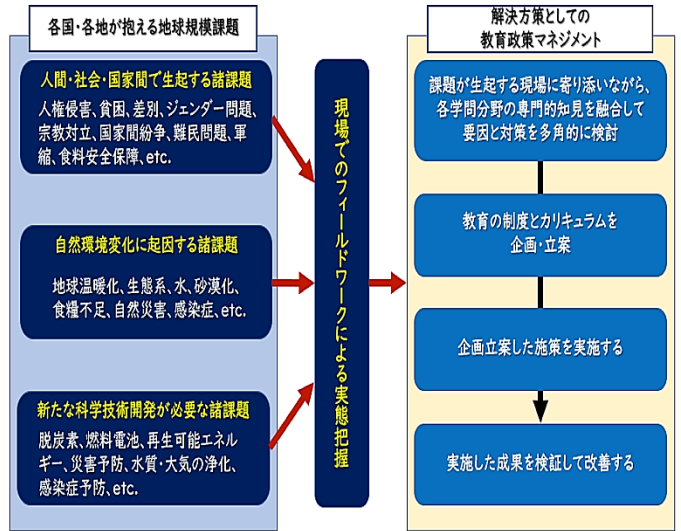 各国・各地が抱える地球規模課題
人間・社会・国家間で生起する諸課題
人権侵害、貧困、差別、ジェンダー問題、
宗教対立、国家間紛争、難民問題、軍
縮、食料安全保障、etc.
自然環境変化に起因する諸課題
地球温暖化、生態系、水、砂漠化、
食糧不足、自然災害、感染症、etc.
新たな科学技術開発が必要な諸課題
脱炭素、燃料電池、再生可能エネル
ギー、災害予防、水質・大気の浄化、
感染症予防、etc.
現場でのフィールドワークによる実態把握
解決方策としての
教育政策マネジメント
課題が生起する現場に寄り添いながら、
各学問分野の専門的知見を融合して
要因と対策を多角的に検討
教育の制度とカリキュラムを
企画・立案
企画立案した施策を実施する
実施した成果を検証して改善する